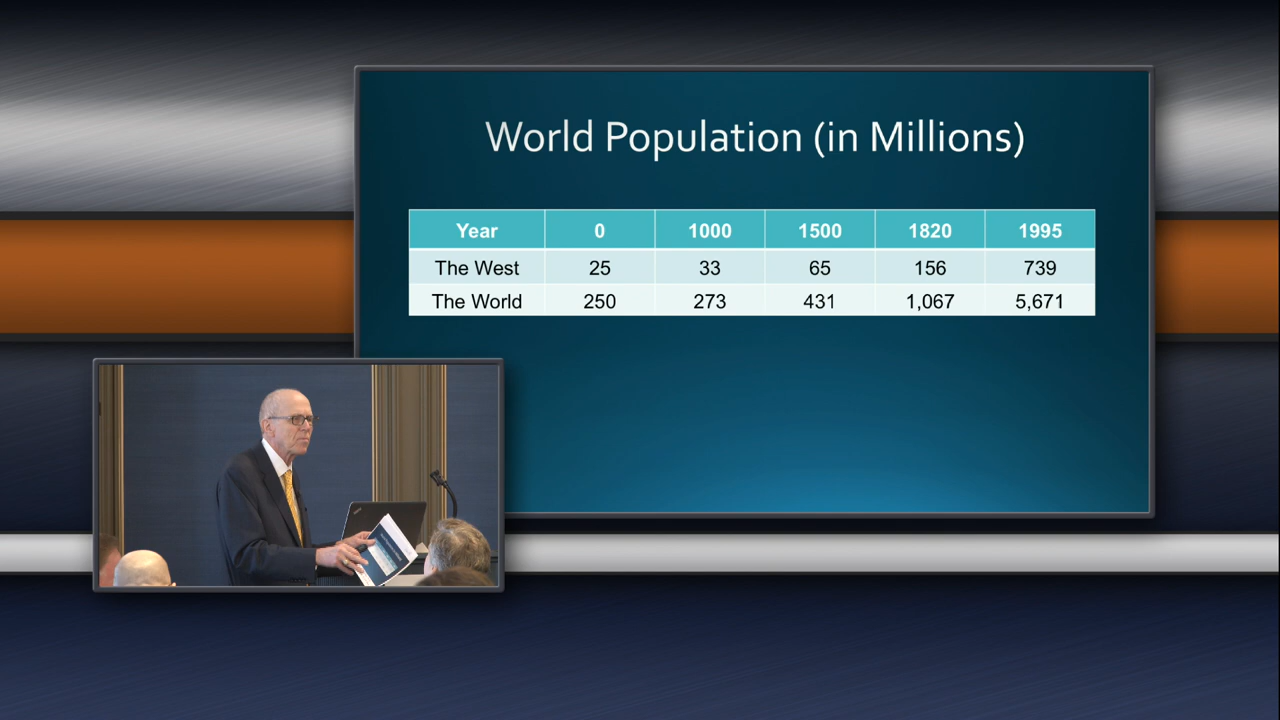 World Population (in Millions)
Year 0 1000 1500 1820 1995
The West 25 33 65 156 739
The World 250 273 431 1,067 5,671